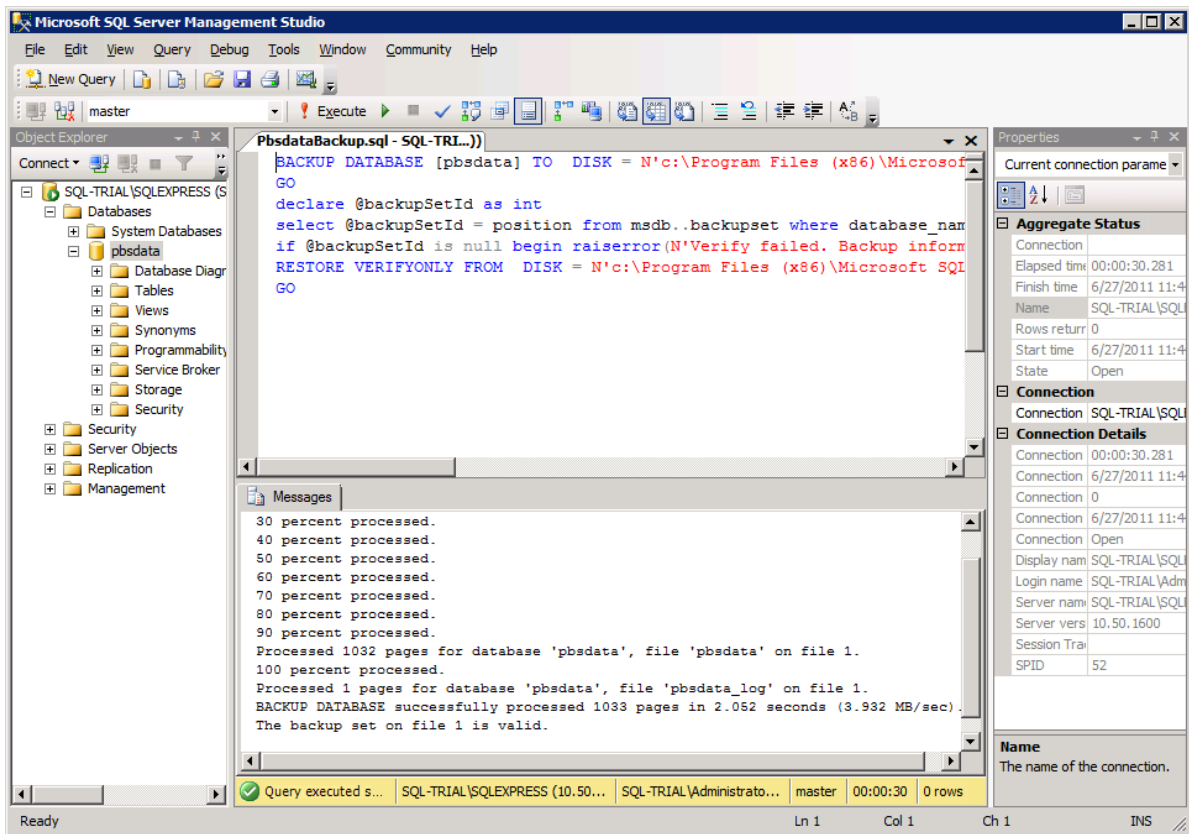 Microsoft SQL Server Management Studio
File Edit View Query Debug Tools Window Community Help
New Query
master Execute
Object Explorer
Connect
SQL-TRIAL\SQLEXPRESS (S
Databases
System Databases
pbsdata
Database Diagr
Tables
Views
Synonyms
Programmability
Service Broker
Storage
Security
Security
Server Objects
Replication
Management
PbsdataBackup.sql - SQL-TRI...))
BACKUP DATABASE [pbsdata] TO DISK = N'c:\Program Files (x86)\Microsof
GO
declare @backupSetId as int
select @backupSetId = position from msdb..backupset where database_nam
if @backupSetId is null begin raiserror(N'Verify failed. Backup inform
RESTORE VERIFYONLY FROM DISK = N'c:\Program Files (x86)\Microsoft SQL
GO
Messages
30 percent processed.
40 percent processed.
50 percent processed.
60 percent processed.
70 percent processed.
80 percent processed.
90 percent processed.
Processed 1032 pages for database 'pbsdata', file 'pbsdata' on file 1.
100 percent processed.
Processed 1 pages for database 'pbsdata', file 'pbsdata_log' on file 1.
BACKUP DATABASE successfully processed 1033 pages in 2.052 seconds (3.932 MB/sec).
The backup set on file 1 is valid.
Query executed s... SQL-TRIAL\SQLEXPRESS (10.50... SQL-TRIAL\Administrato... master 00:00:30 0 rows
Properties
Current connection parame
Aggregate Status
Connection
Elapsed time 00:00:30.281
Finish time 6/27/2011 11:4
Name SQL-TRIAL\SQLI
Rows returr 0
Start time 6/27/2011 11:4
State Open
Connection
Connection SQL-TRIAL\SQLI
Connection Details
Connection 00:00:30.281
Connection 6/27/2011 11:4
Connection 0
Connection 6/27/2011 11:4
Connection Open
Display nam SQL-TRIAL\SQLI
Login name SQL-TRIAL\Adm
Server nam SQL-TRIAL\SQLI
Server vers 10.50.1600
Session Tra
SPID 52
Name
The name of the connection.
Ready Ln 1 Col 1 Ch 1 INS